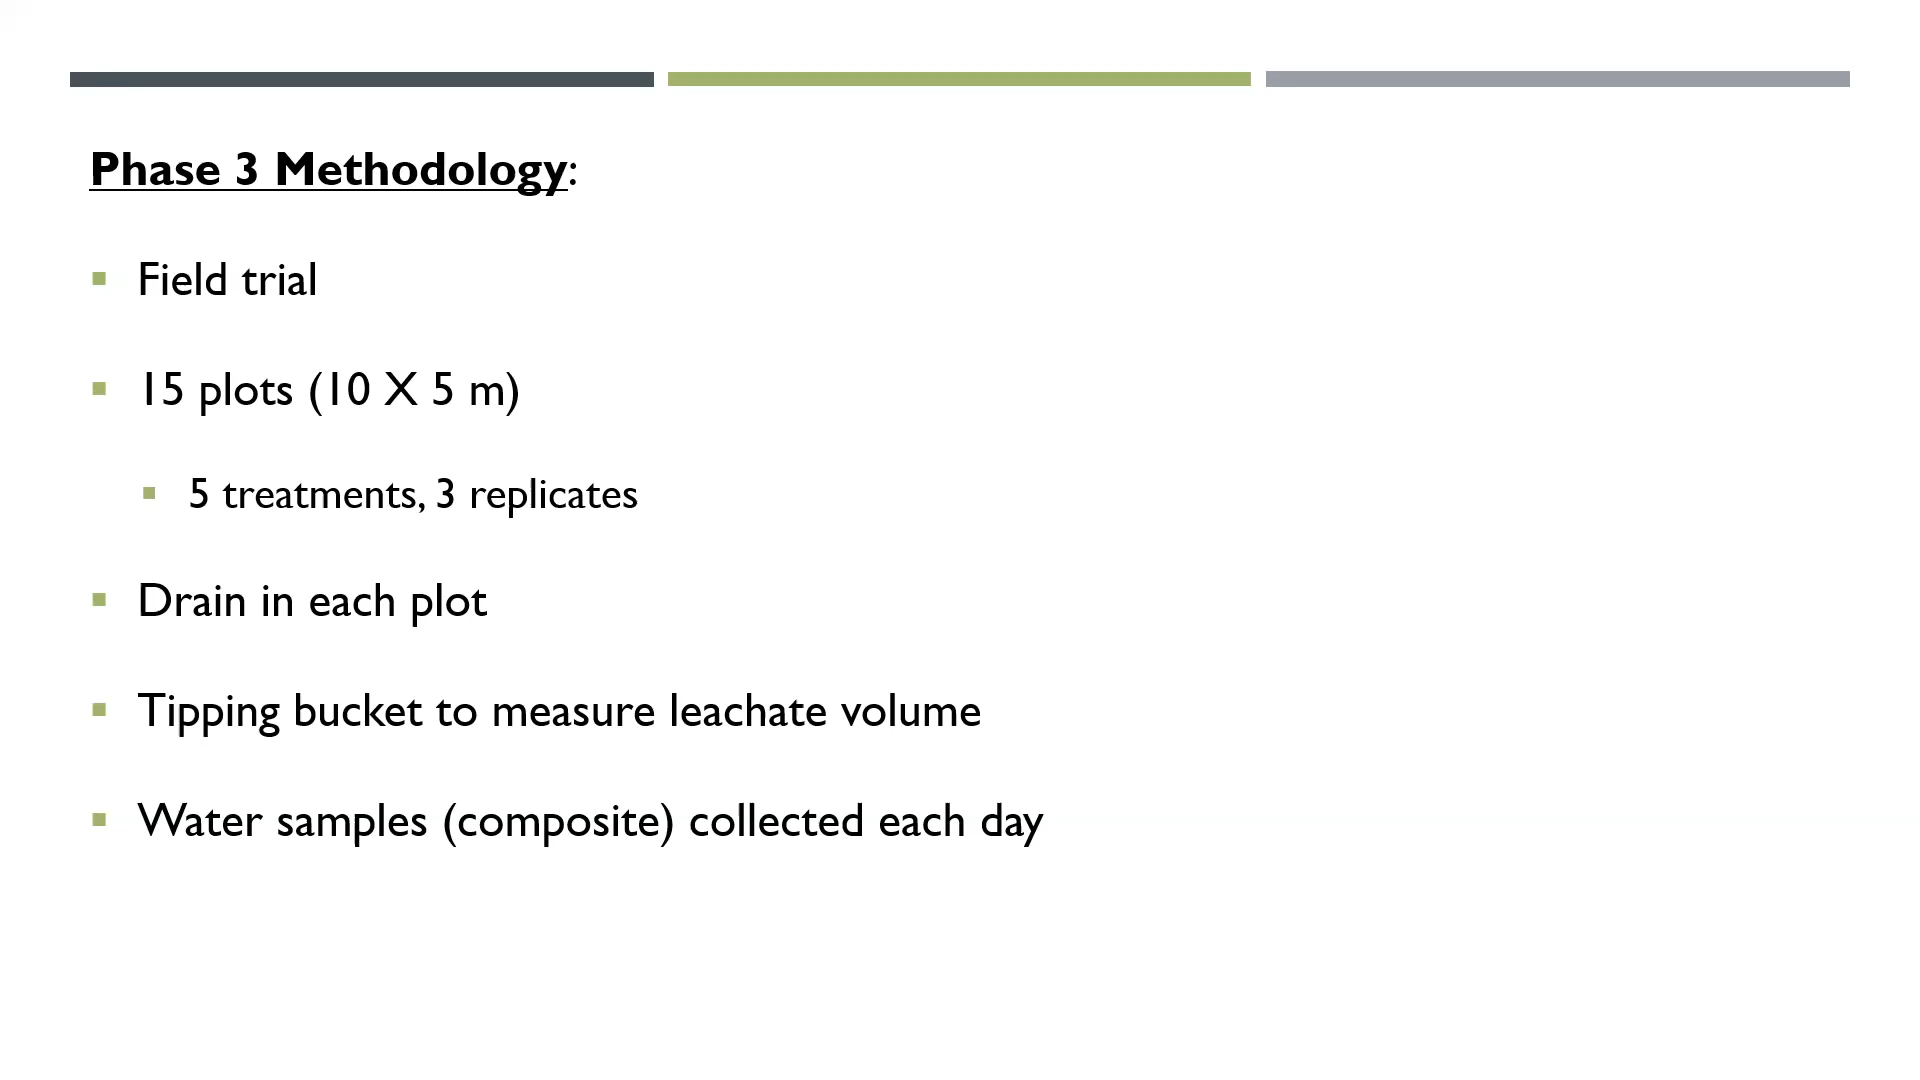 Phase 3 Methodology:
Field trial
15 plots (10 X 5 m)
5 treatments, 3 replicates
Drain in each plot
Tipping bucket to measure leachate volume
Water samples (composite) collected each day